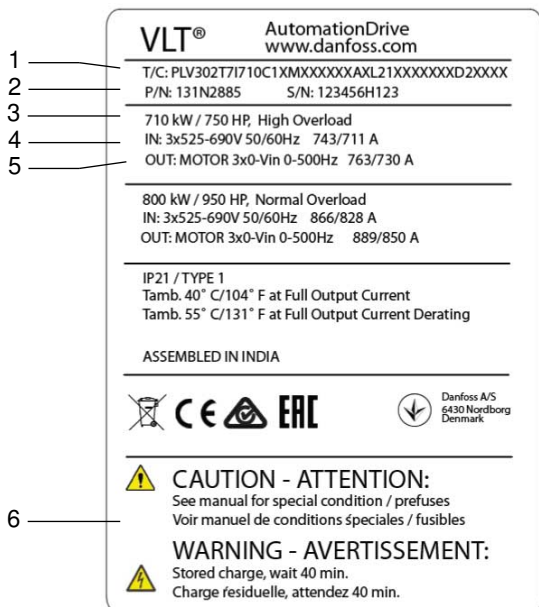 VLT® AutomationDrive
www.danfoss.com
1
T/C: PLV302T7I710C1XMXXXXXXAXL21XXXXXXXD2XXXX
2
P/N: 131N2885 S/N: 123456H123
3
710 kW / 750 HP, High Overload
4
IN: 3x525-690V 50/60Hz 743/711 A
5
OUT: MOTOR 3x0-Vin 0-500Hz 763/730 A
800 kW / 950 HP, Normal Overload
IN: 3x525-690V 50/60Hz 866/828 A
OUT: MOTOR 3x0-Vin 0-500Hz 889/850 A
IP21 / TYPE 1
Tamb. 40° C/104° F at Full Output Current
Tamb. 55° C/131° F at Full Output Current Derating
ASSEMBLED IN INDIA
CE EAC
Danfoss A/S
6430 Nordborg
Denmark
CAUTION - ATTENTION:
See manual for special condition / prefuses
6
Voir manuel de conditions śpeciales / fusibles
WARNING - AVERTISSEMENT:
Stored charge, wait 40 min.
Charge ŕesiduelle, attendez 40 min.